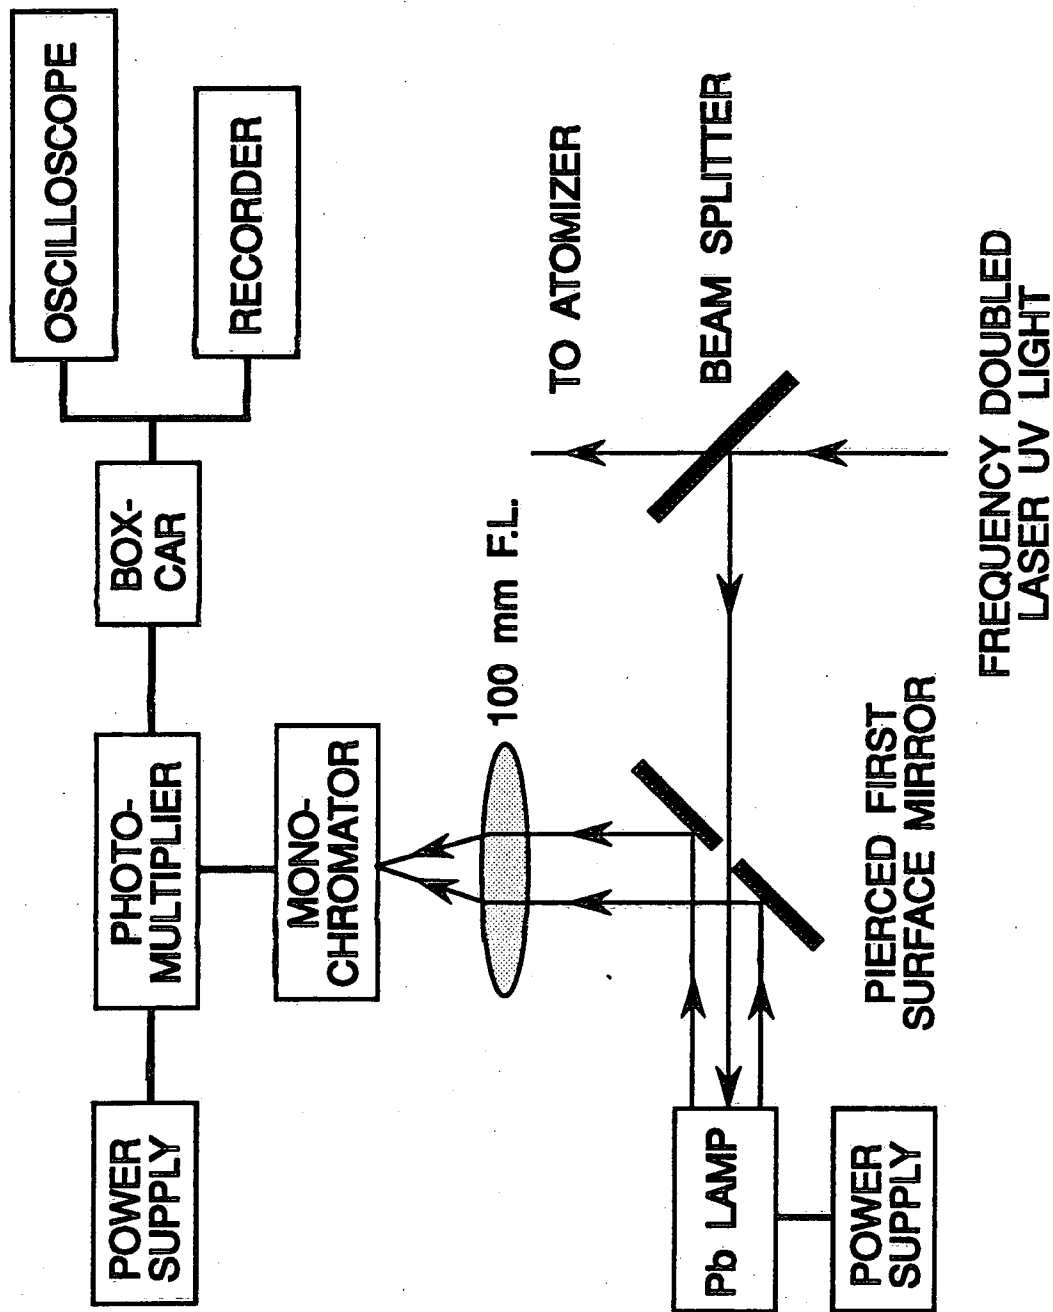 POWER
SUPPLY
PHOTO-
MULTIPLIER
BOX-
CAR
OSCILLOSCOPE
RECORDER
MONO-
CHROMATOR
100 mm F.L.
TO ATOMIZER
Pb LAMP
BEAM SPLITTER
POWER
SUPPLY
PIERCED FIRST
SURFACE MIRROR
FREQUENCY DOUBLED
LASER UV LIGHT